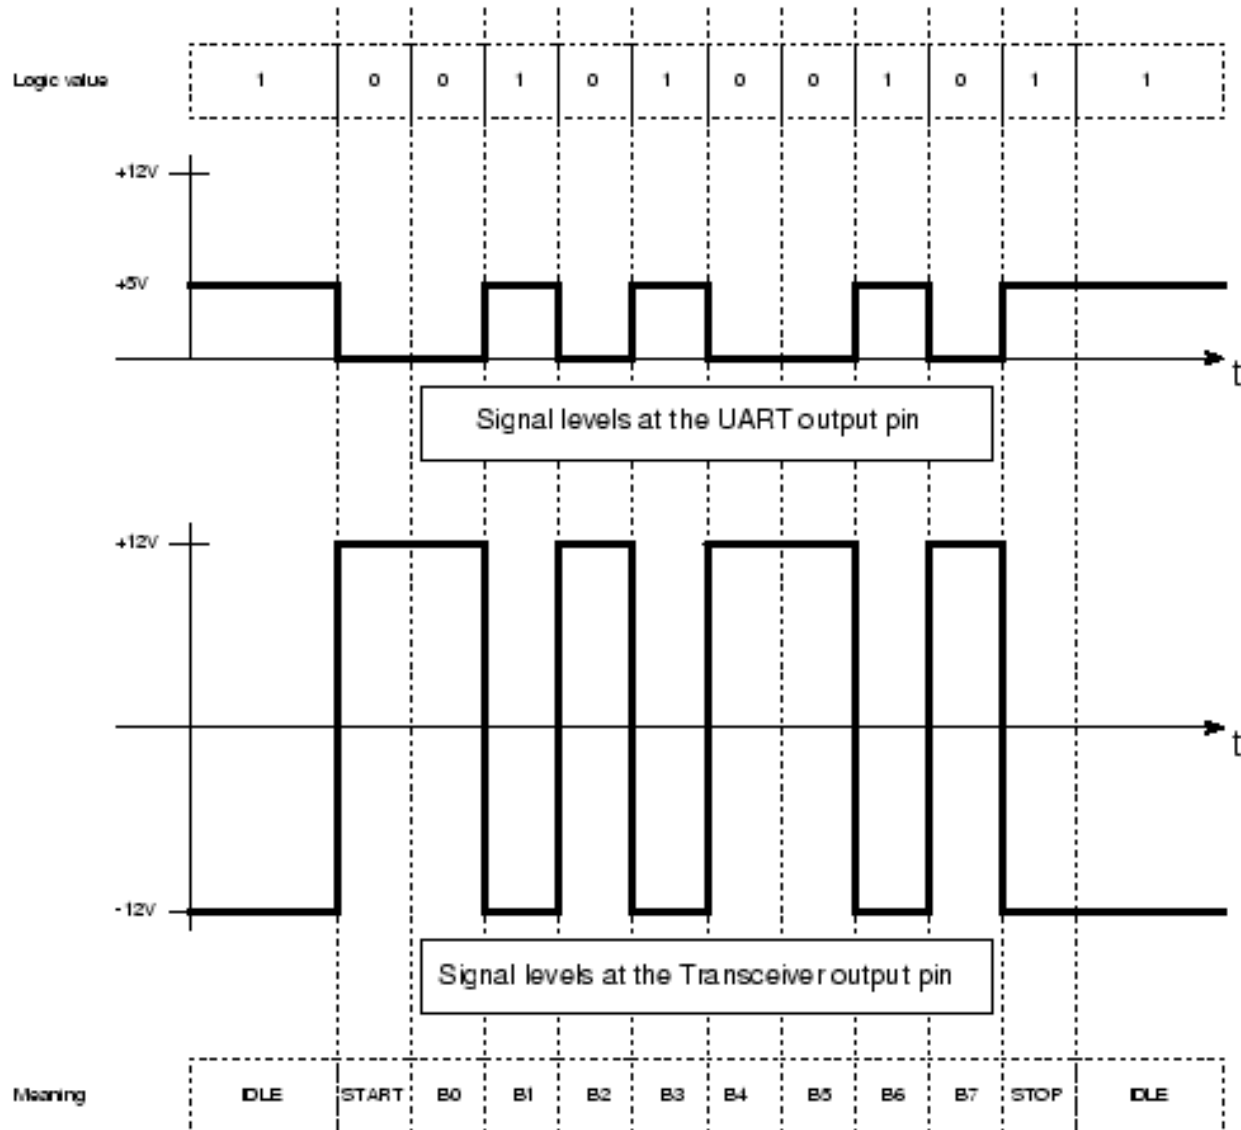 Logic value 1 0 0 1 0 1 0 0 1 0 1 1
+12V
+5V
t
Signal levels at the UART output pin
+12V
t
-12V
Signal levels at the Transceiver output pin
Meaning IDLE START B0 B1 B2 B3 B4 B5 B6 B7 STOP IDLE